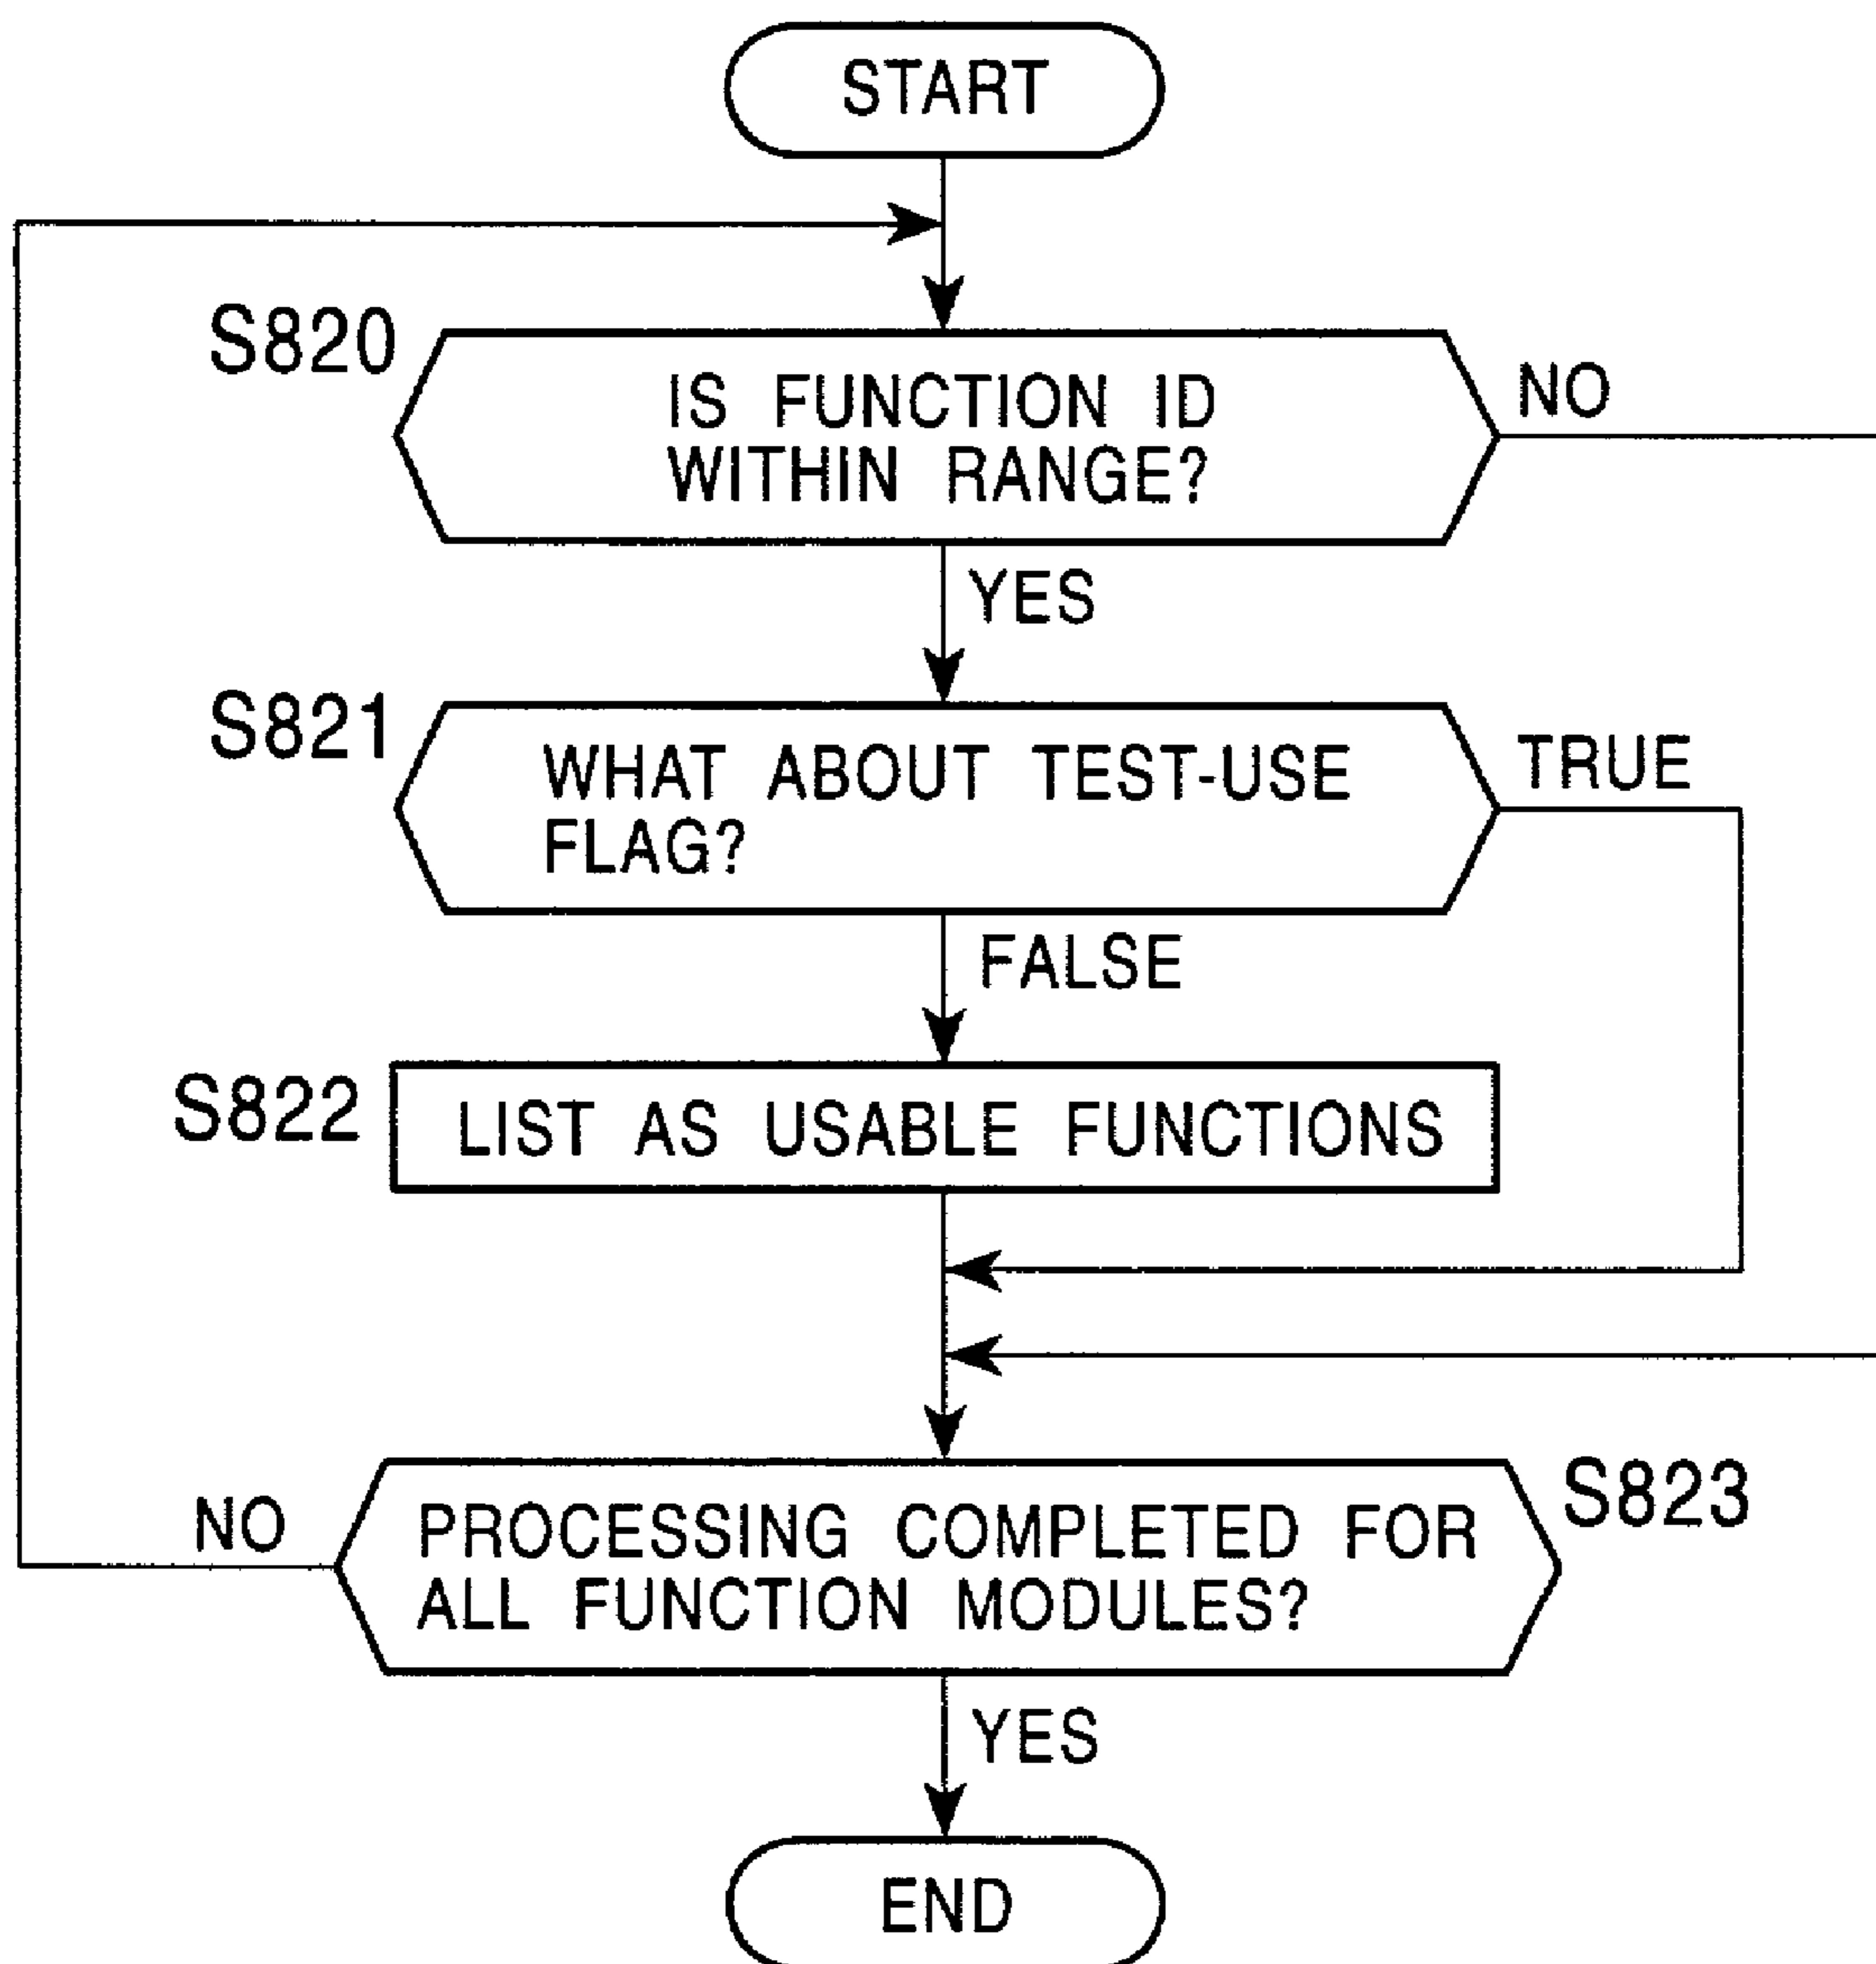 START
S820
IS FUNCTION ID
WITHIN RANGE?
NO
YES
S821
WHAT ABOUT TEST-USE
FLAG?
TRUE
FALSE
S822
LIST AS USABLE FUNCTIONS
S823
NO
PROCESSING COMPLETED FOR
ALL FUNCTION MODULES?
YES
END